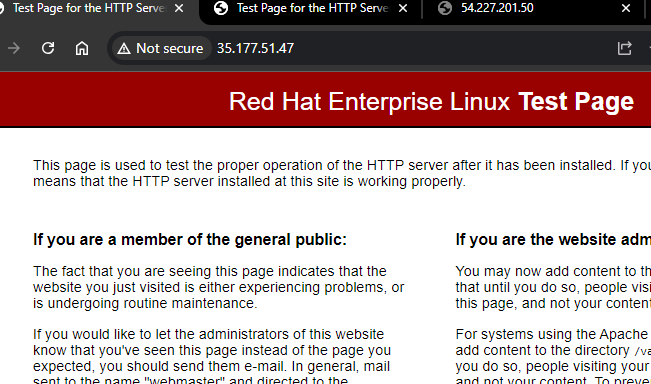 Test Page for the HTTP Serve
Test Page for the HTTP Serve
54.227.201.50
Not secure
35.177.51.47
Red Hat Enterprise Linux Test Page
This page is used to test the proper operation of the HTTP server after it has been installed. If you
means that the HTTP server installed at this site is working properly.
If you are a member of the general public:
The fact that you are seeing this page indicates that the
website you just visited is either experiencing problems, or
is undergoing routine maintenance.
If you would like to let the administrators of this website
know that you've seen this page instead of the page you
expected, you should send them e-mail. In general, mail
sent to the name "webmaster" and directed to the
If you are the website adm
You may now add content to th
that until you do so, people visi
this page, and not your content
For systems using the Apache
add content to the directory /va
you do so, people visiting your
and not your content. To preve